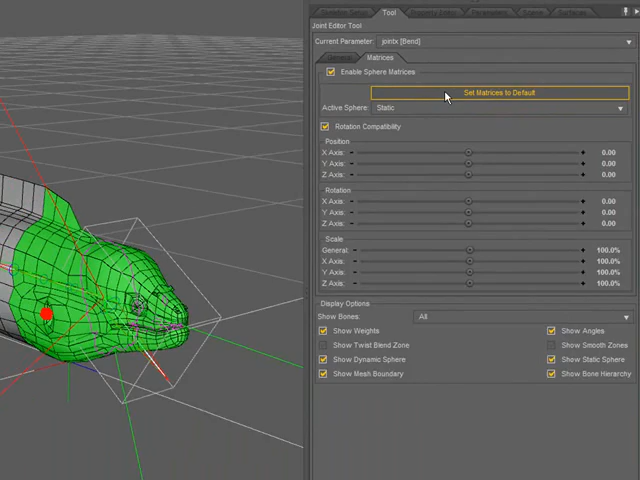 Tool
Joint Editor Tool
Current Parameter: jointx [Bend]
Matrices
Enable Sphere Matrices
Set Matrices to Default
Active Sphere: Static
Rotation Compatibility
Position
X Axis: - + 0.00
Y Axis: - + 0.00
Z Axis: - + 0.00
Rotation
X Axis: - + 0.00
Y Axis: - + 0.00
Z Axis: - + 0.00
Scale
General: - + 100.0%
X Axis: - + 100.0%
Y Axis: - + 100.0%
Z Axis: - + 100.0%
Display Options
Show Bones: All
Show Weights Show Angles
Show Twist Blend Zone Show Smooth Zones
Show Dynamic Sphere Show Static Sphere
Show Mesh Boundary Show Bone Hierarchy